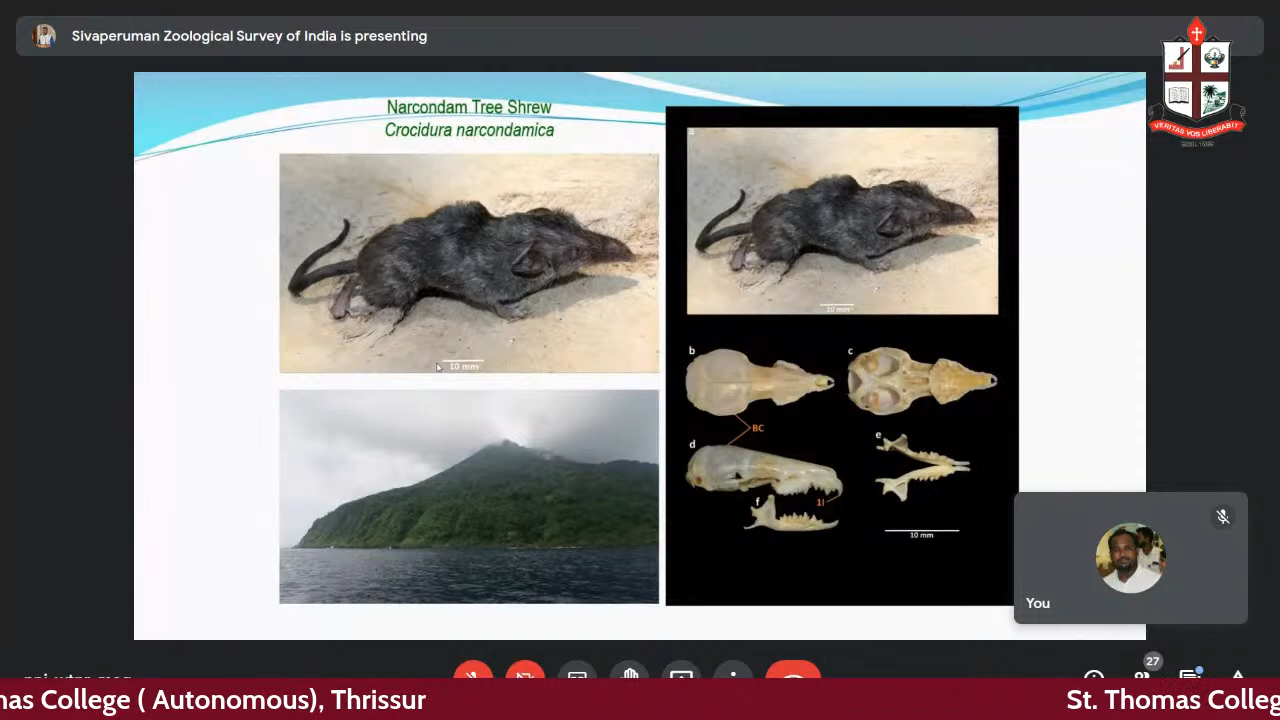 Sivaperuman Zoological Survey of India is presenting
VERITAS VOS LIBERABIT
Narcondam Tree Shrew
Crocidura narcondamica
10 mm
a
10 mm
b
c
BC
d
e
f
1I
10 mm
You
27
mas College ( Autonomous), Thrissur
St. Thomas Colleg